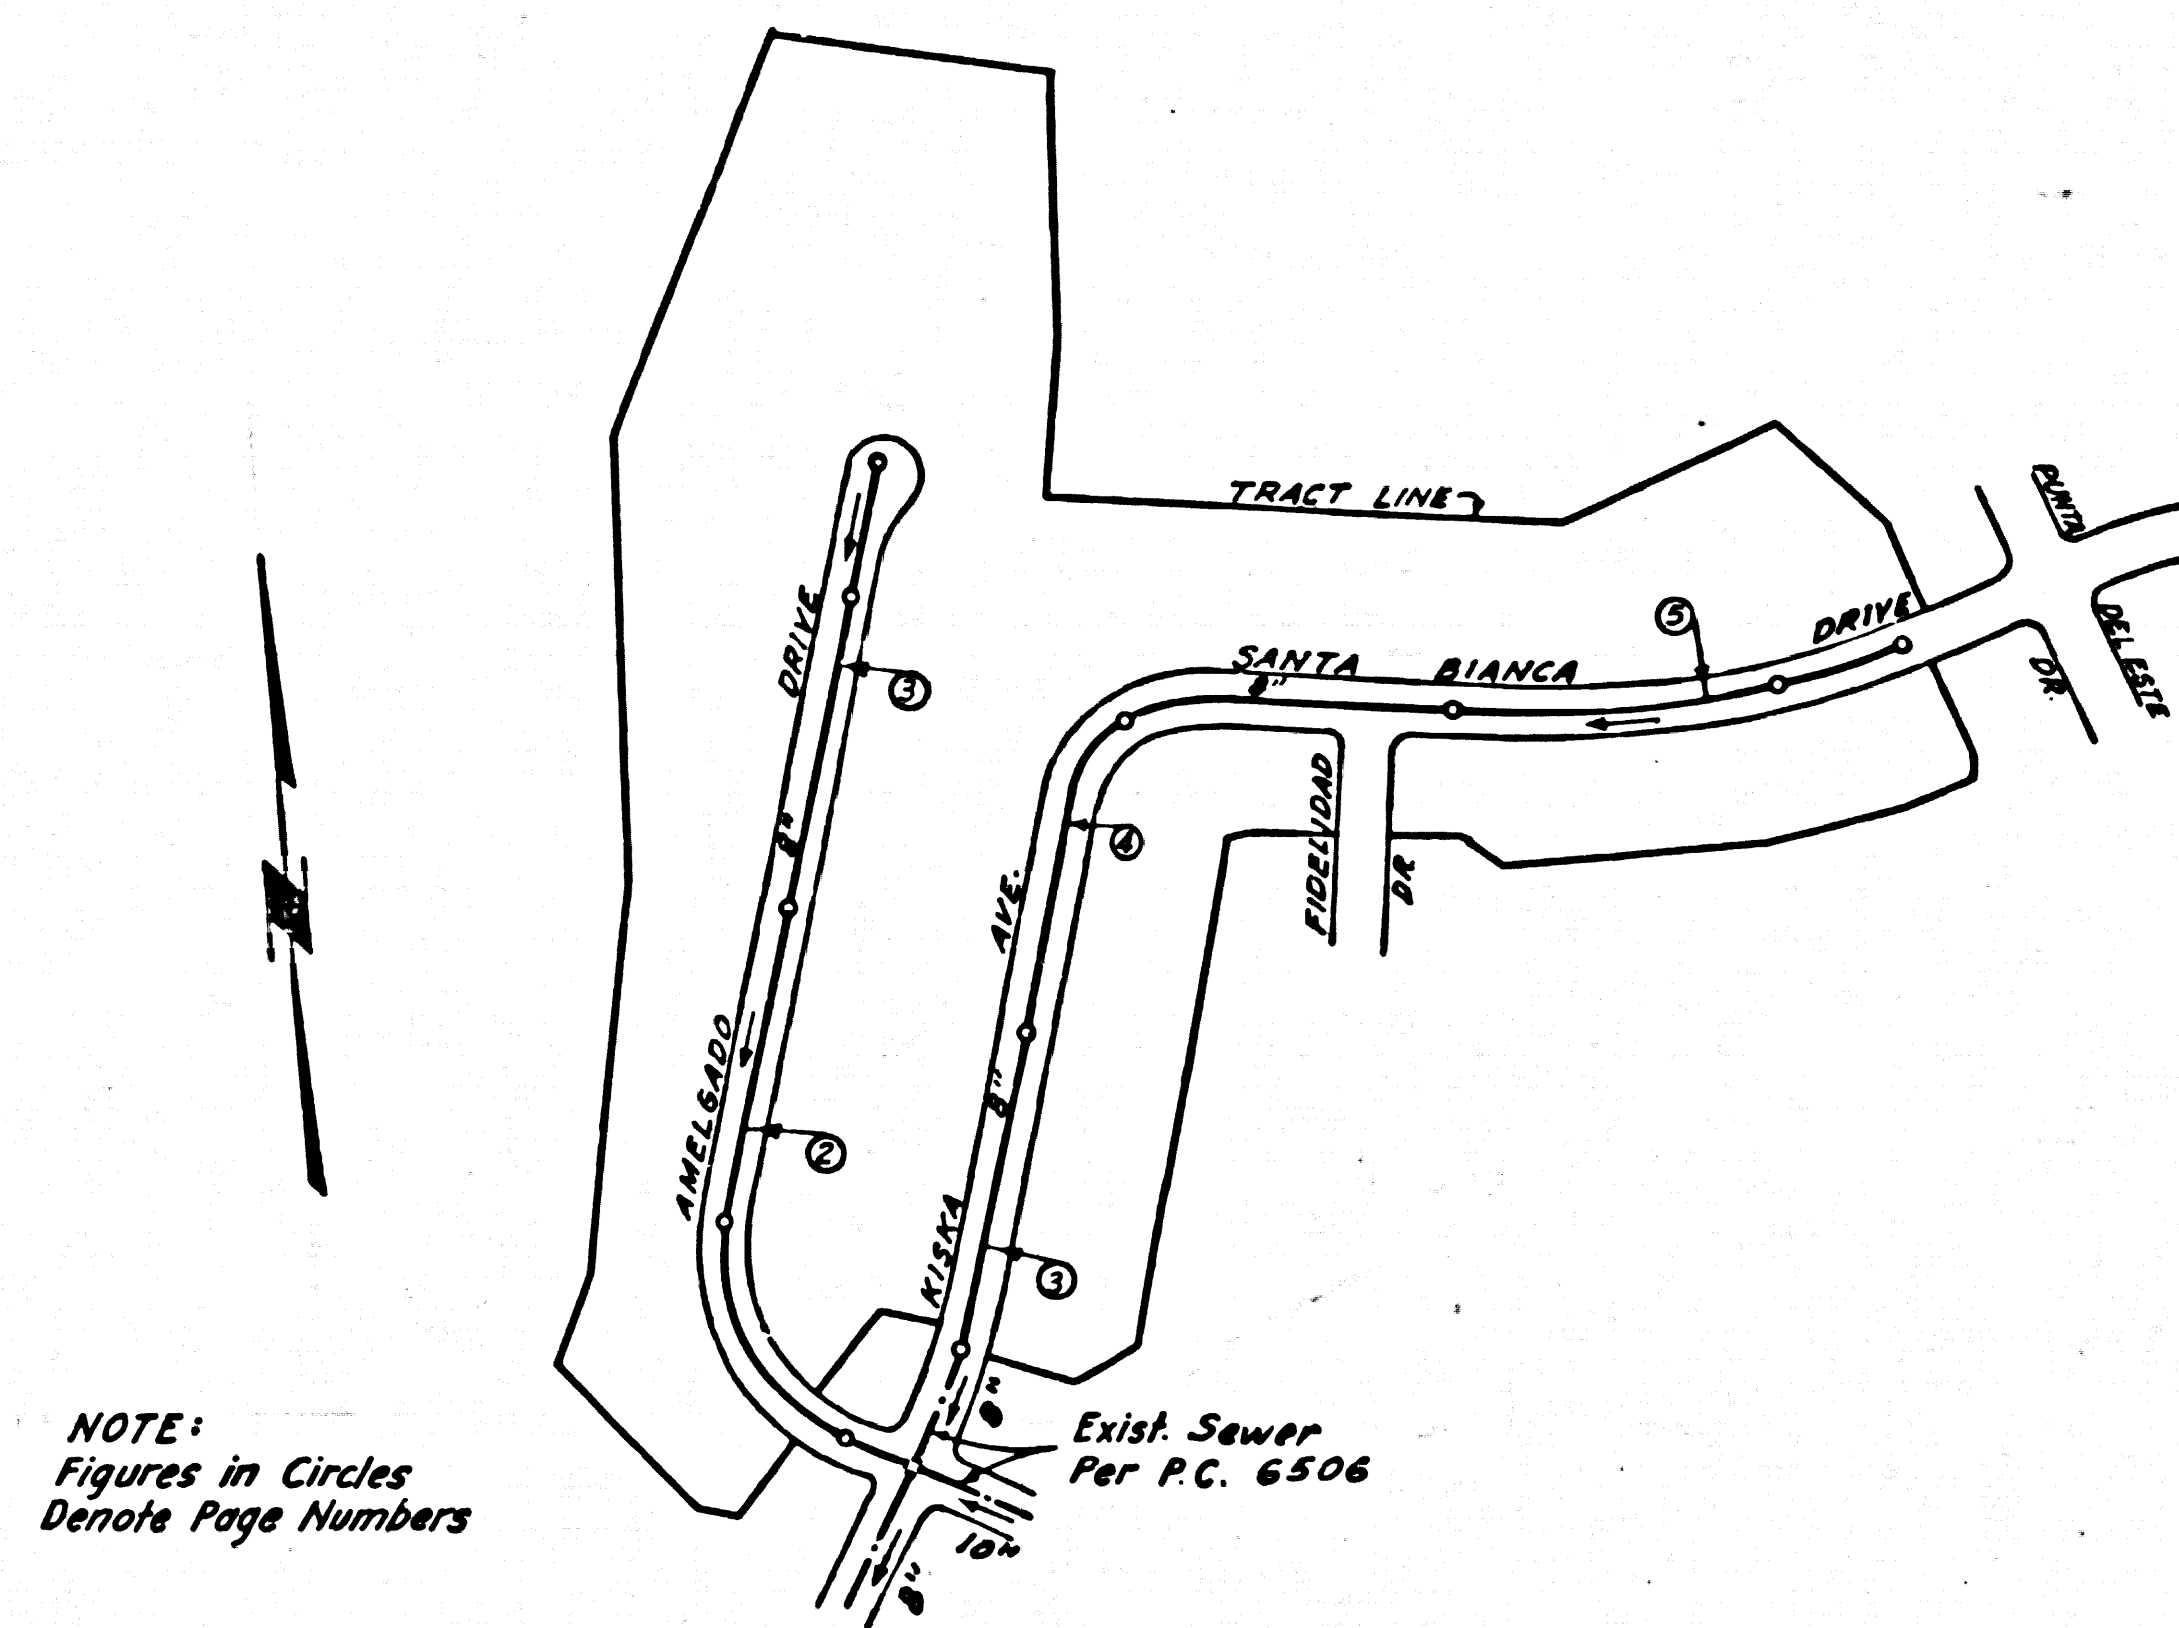 TRACT LINE
PUNTA
DEL ESTE
DR.
5
DRIVE
SANTA BIANCA
8"
DRIVE
3
8"
4
FIDELIDAD
DR
AVE.
AMELGADO
8"
2
KISKA
3
8"
Exist. Sewer
Per P.C. 6506
10"
8"
NOTE:
Figures in Circles
Denote Page Numbers